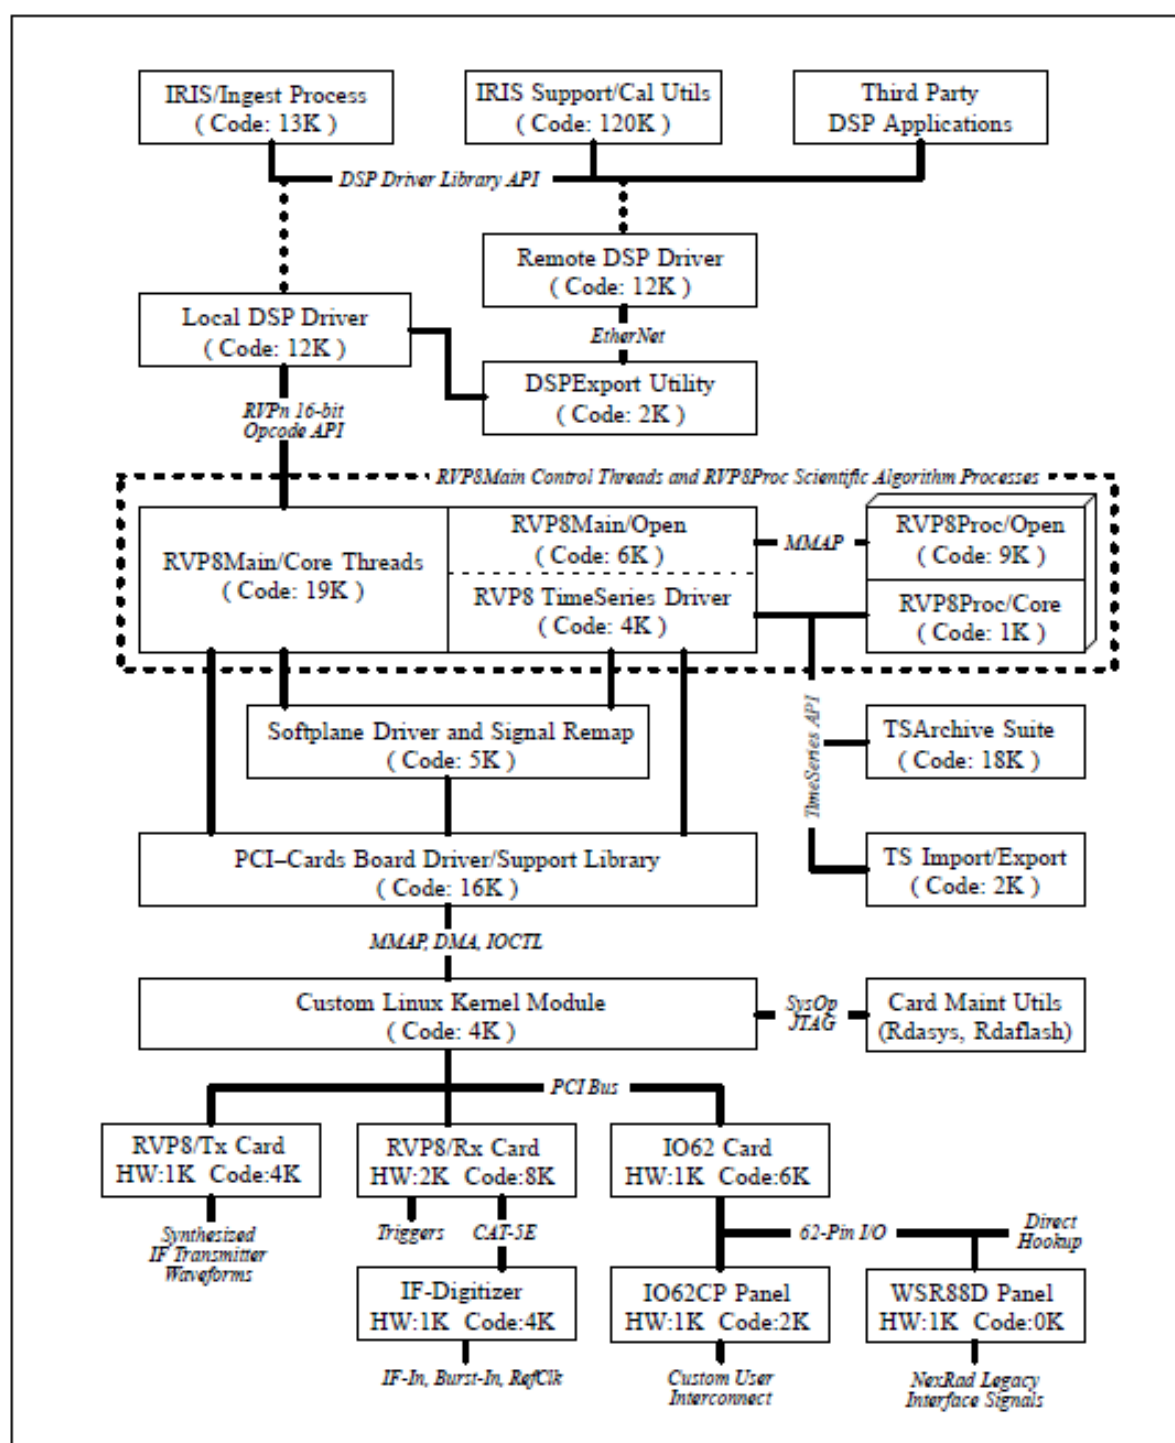 IRIS/Ingest Process
( Code: 13K )
IRIS Support/Cal Utils
( Code: 120K )
Third Party
DSP Applications
DSP Driver Library API
Remote DSP Driver
( Code: 12K )
Local DSP Driver
( Code: 12K )
EtherNet
DSPExport Utility
( Code: 2K )
RVPn 16-bit
Opcode API
RVP8Main Control Threads and RVP8Proc Scientific Algorithm Processes
RVP8Main/Core Threads
( Code: 19K )
RVP8Main/Open
( Code: 6K )
MMAP
RVP8Proc/Open
( Code: 9K )
RVP8 TimeSeries Driver
( Code: 4K )
RVP8Proc/Core
( Code: 1K )
Softplane Driver and Signal Remap
( Code: 5K )
TimeSeries API
TSArchive Suite
( Code: 18K )
PCI–Cards Board Driver/Support Library
( Code: 16K )
TS Import/Export
( Code: 2K )
MMAP, DMA, IOCTL
Custom Linux Kernel Module
( Code: 4K )
SysOp
JTAG
Card Maint Utils
(Rdasys, Rdaflash)
PCI Bus
RVP8/Tx Card
HW:1K Code:4K
RVP8/Rx Card
HW:2K Code:8K
IO62 Card
HW:1K Code:6K
Synthesized
IF Transmitter
Waveforms
Triggers
CAT-5E
62-Pin I/O
Direct
Hookup
IF-Digitizer
HW:1K Code:4K
IO62CP Panel
HW:1K Code:2K
WSR88D Panel
HW:1K Code:0K
IF-In, Burst-In, RefClk
Custom User
Interconnect
NexRad Legacy
Interface Signals